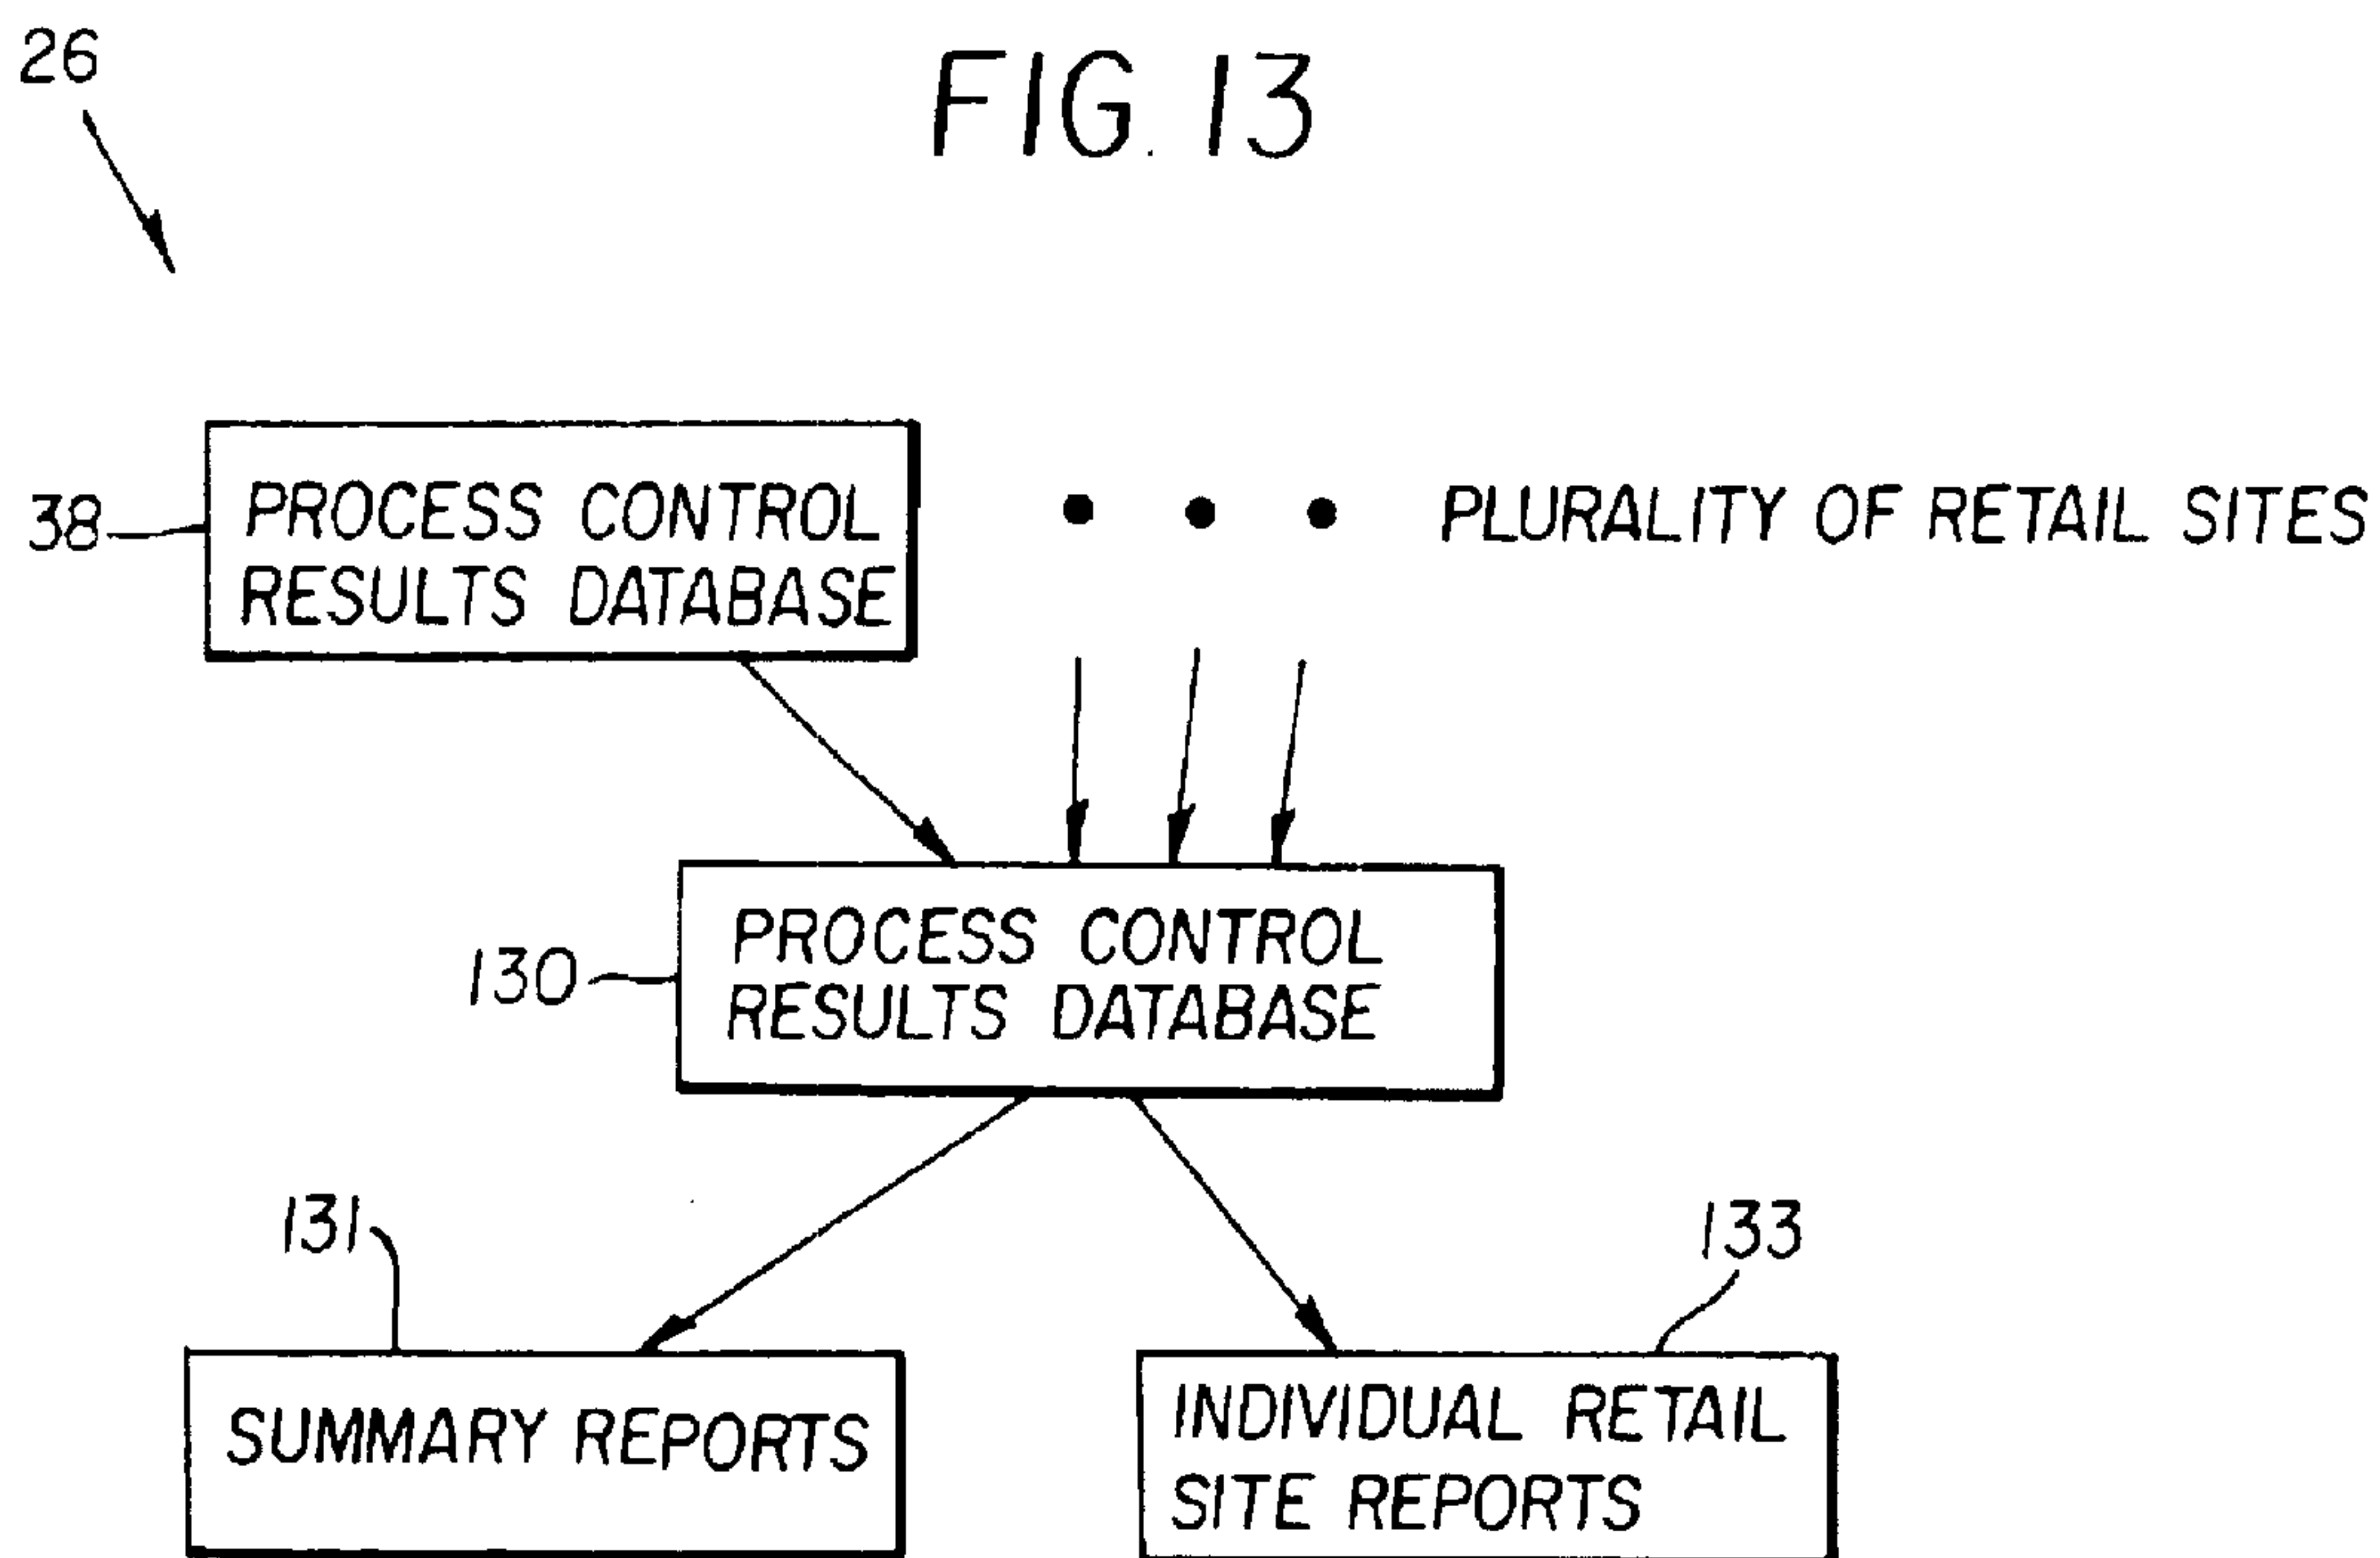 26
FIG. 13
38
PROCESS CONTROL
RESULTS DATABASE
PLURALITY OF RETAIL SITES
130
PROCESS CONTROL
RESULTS DATABASE
131
SUMMARY REPORTS
133
INDIVIDUAL RETAIL
SITE REPORTS